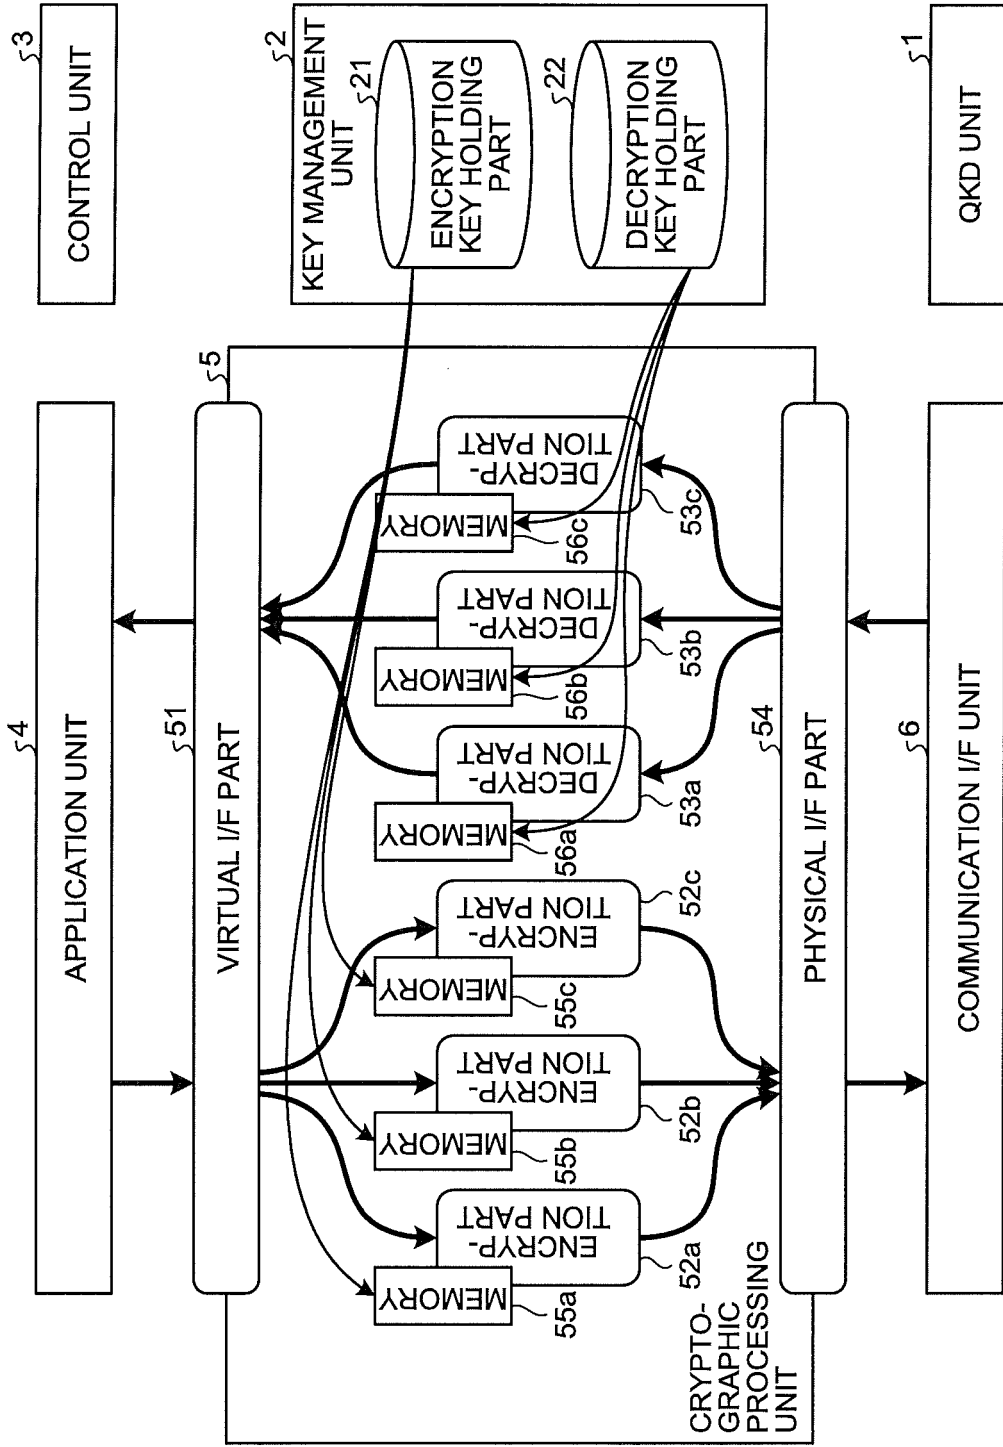 4
APPLICATION UNIT
3
CONTROL UNIT
51
VIRTUAL I/F PART
5
2
KEY MANAGEMENT
UNIT
21
ENCRYPTION
KEY HOLDING
PART
22
DECRYPTION
KEY HOLDING
PART
MEMORY
55a
ENCRYP-
TION PART
52a
MEMORY
55b
ENCRYP-
TION PART
52b
MEMORY
55c
ENCRYP-
TION PART
52c
MEMORY
56a
DECRYP-
TION PART
53a
MEMORY
56b
DECRYP-
TION PART
53b
MEMORY
56c
DECRYP-
TION PART
53c
CRYPTO-
GRAPHIC
PROCESSING
UNIT
54
PHYSICAL I/F PART
6
COMMUNICATION I/F UNIT
1
QKD UNIT